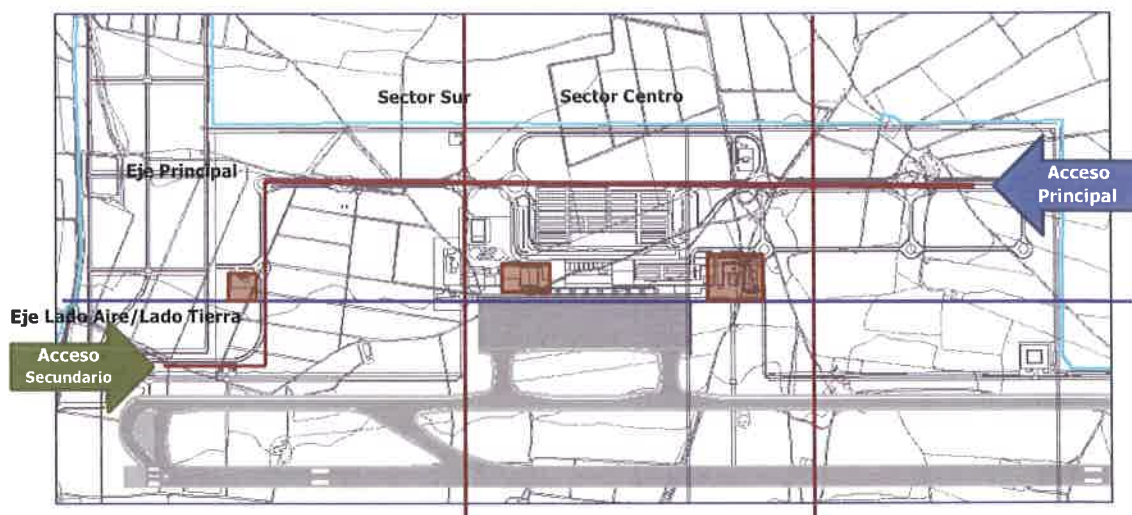 Sector Sur
Sector Centro
Eje Principal
Acceso
Principal
Eje Lado Aire/Lado Tierra
Acceso
Secundario